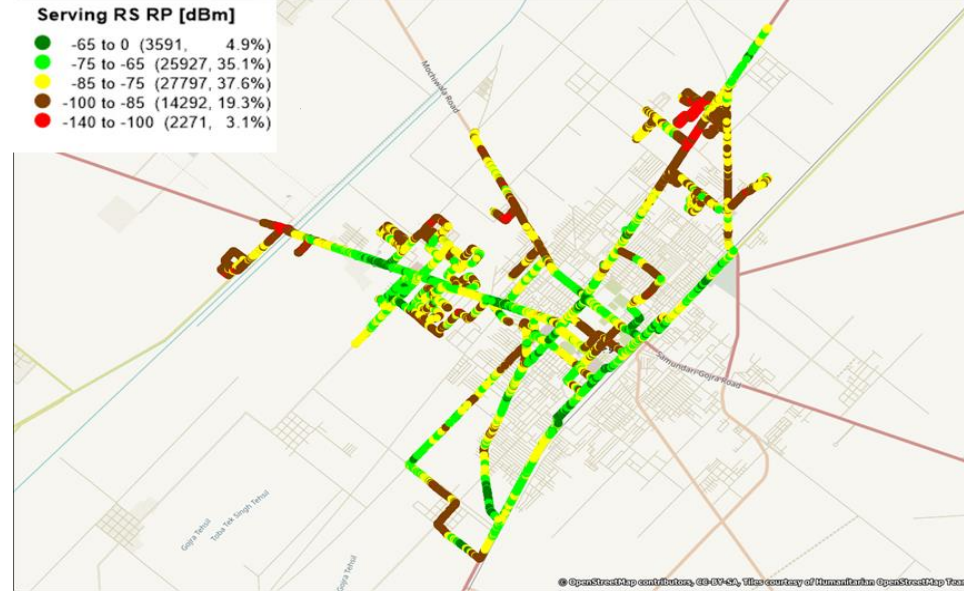 Serving RS RP [dBm]
-65 to 0 (3591, 4.9%)
-75 to -65 (25927, 35.1%)
-85 to -75 (27797, 37.6%)
-100 to -85 (14292, 19.3%)
-140 to -100 (2271, 3.1%)
Mochiwala Road
Samundari Gojra Road
Gojra Tehsil
Toba Tek Singh Tehsil
Gojra Tehsil
© OpenStreetMap contributors, CC-BY-SA, Tiles courtesy of Humanitarian OpenStreetMap Tea